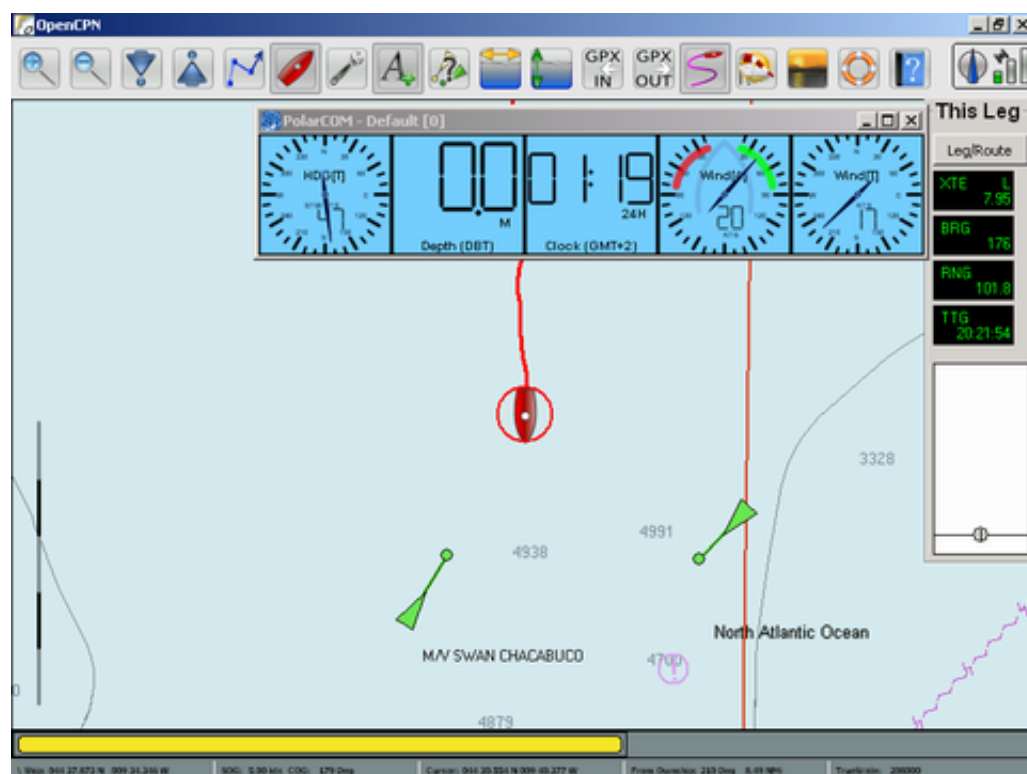 OpenCPN
GPX IN
GPX OUT
PolarCOM - Default [0]
This Leg
Leg/Route
HDG[T]
0.0
M
Depth (DBT)
01:19
24H
Clock (GMT+2)
20
Wind[T]
17
XTE L
7.95
BRG
176
RNG
101.8
TTG
20:21:54
3328
4991
4938
North Atlantic Ocean
M/V SWAN CHACABUCO
4700
4879